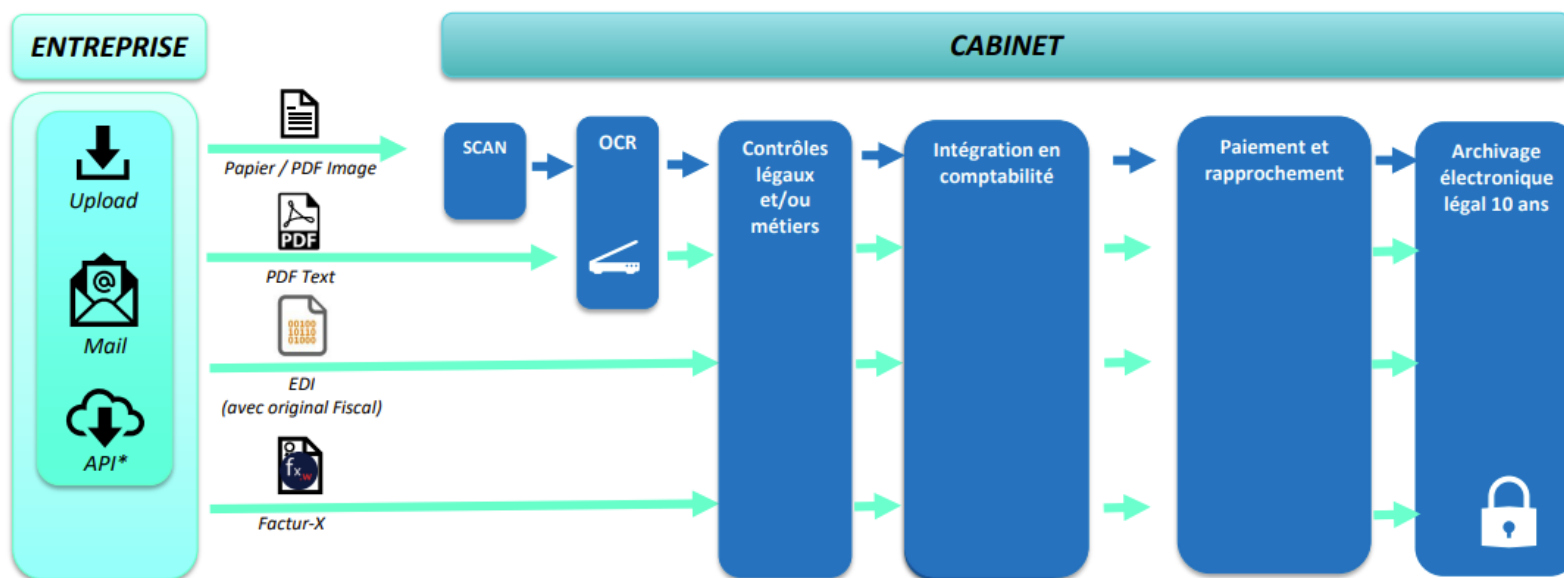 ENTREPRISE
CABINET
Upload
Mail
API*
Papier / PDF Image
PDF
PDF Text
00100
10110
01000
EDI
(avec original Fiscal)
fx.w
Factur-X
SCAN
OCR
Contrôles
légaux
et/ou
métiers
Intégration en
comptabilité
Paiement et
rapprochement
Archivage
électronique
légal 10 ans